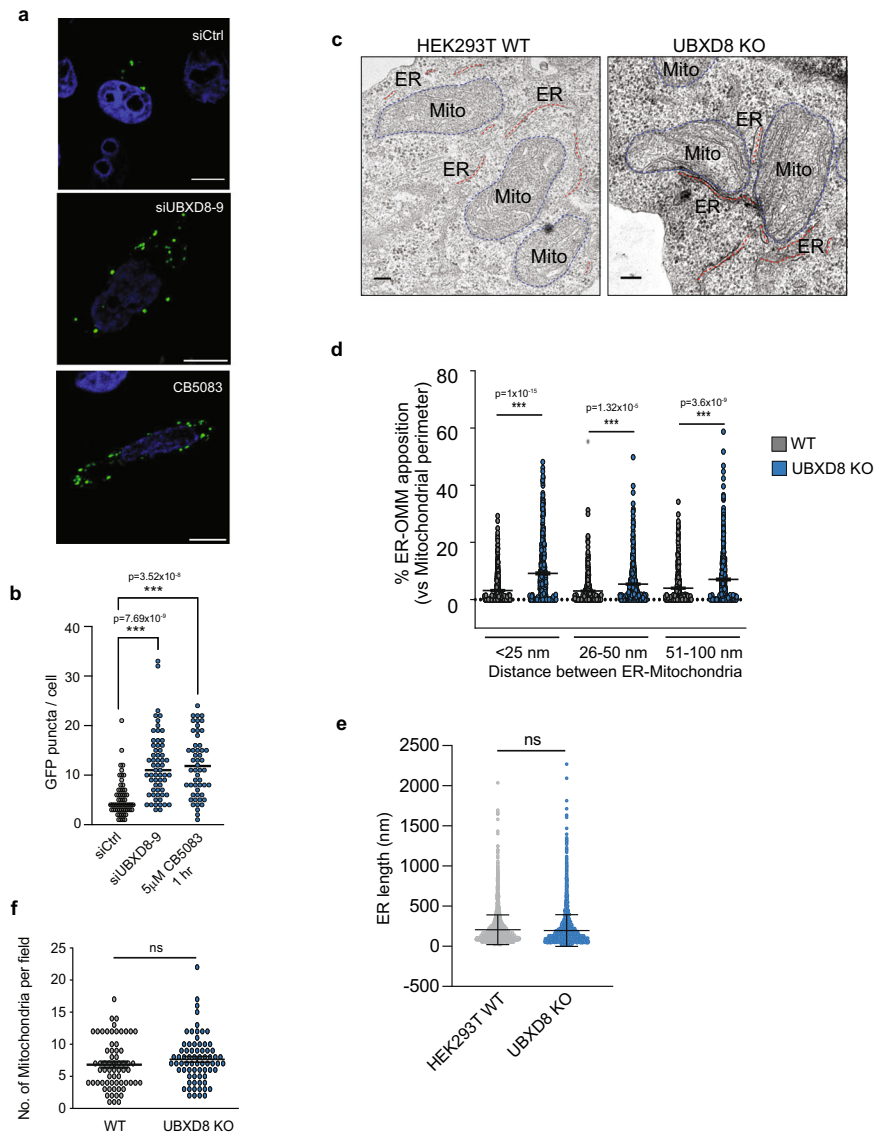 a
siCtrl
siUBXD8-9
CB5083
b
p=3.52x10-8
***
p=7.69x10-9
***
40
30
20
10
0
GFP puncta / cell
siCtrl
siUBXD8-9
5μM CB5083
1 hr
c
HEK293T WT
UBXD8 KO
ER
ER
Mito
ER
Mito
Mito
Mito
ER
Mito
Mito
ER
ER
d
80
60
40
20
0
% ER-OMM apposition
(vs Mitochondrial perimeter)
p=1x10-15
***
p=1.32x10-5
***
p=3.6x10-9
***
WT
UBXD8 KO
<25 nm
26-50 nm
51-100 nm
Distance between ER-Mitochondria
e
ns
2500
2000
1500
1000
500
0
-500
ER length (nm)
HEK293T WT
UBXD8 KO
f
ns
25
20
15
10
5
0
No. of Mitochondria per field
WT
UBXD8 KO